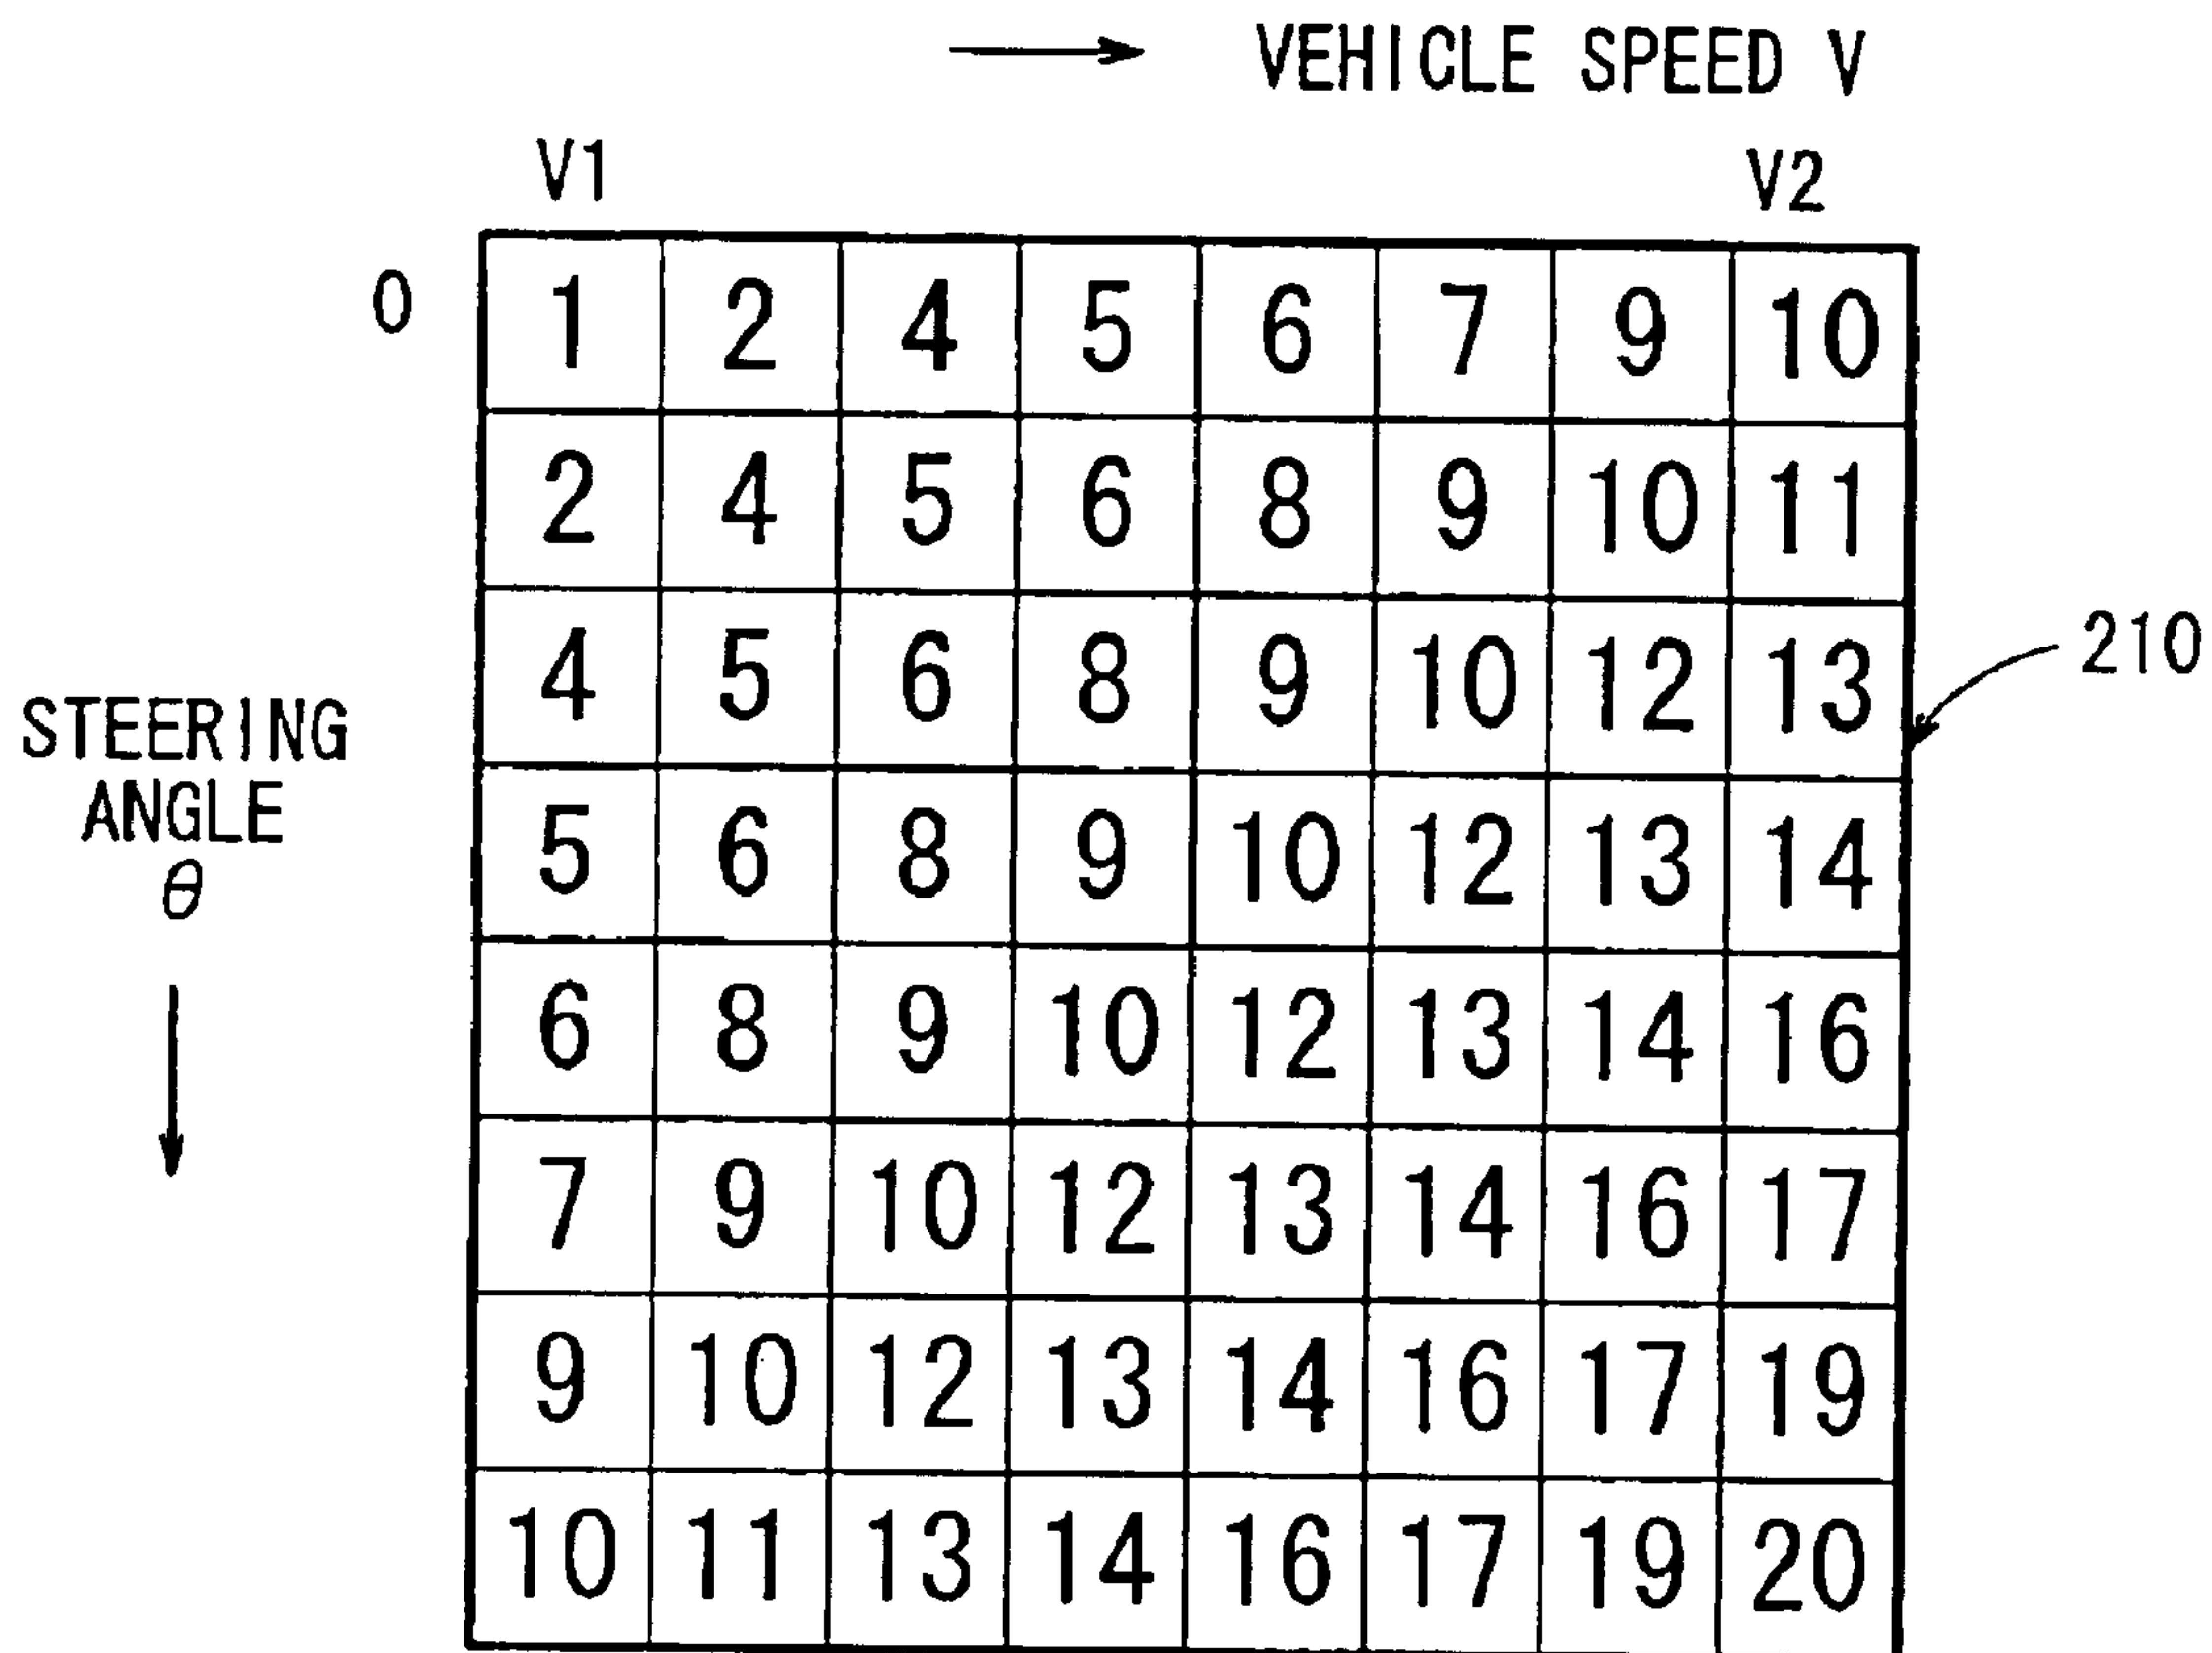 VEHICLE SPEED V
V1 V2
0 1 2 4 5 6 7 9 10
2 4 5 6 8 9 10 11
4 5 6 8 9 10 12 13
210
STEERING
ANGLE
θ
5 6 8 9 10 12 13 14
6 8 9 10 12 13 14 16
7 9 10 12 13 14 16 17
9 10 12 13 14 16 17 19
10 11 13 14 16 17 19 20